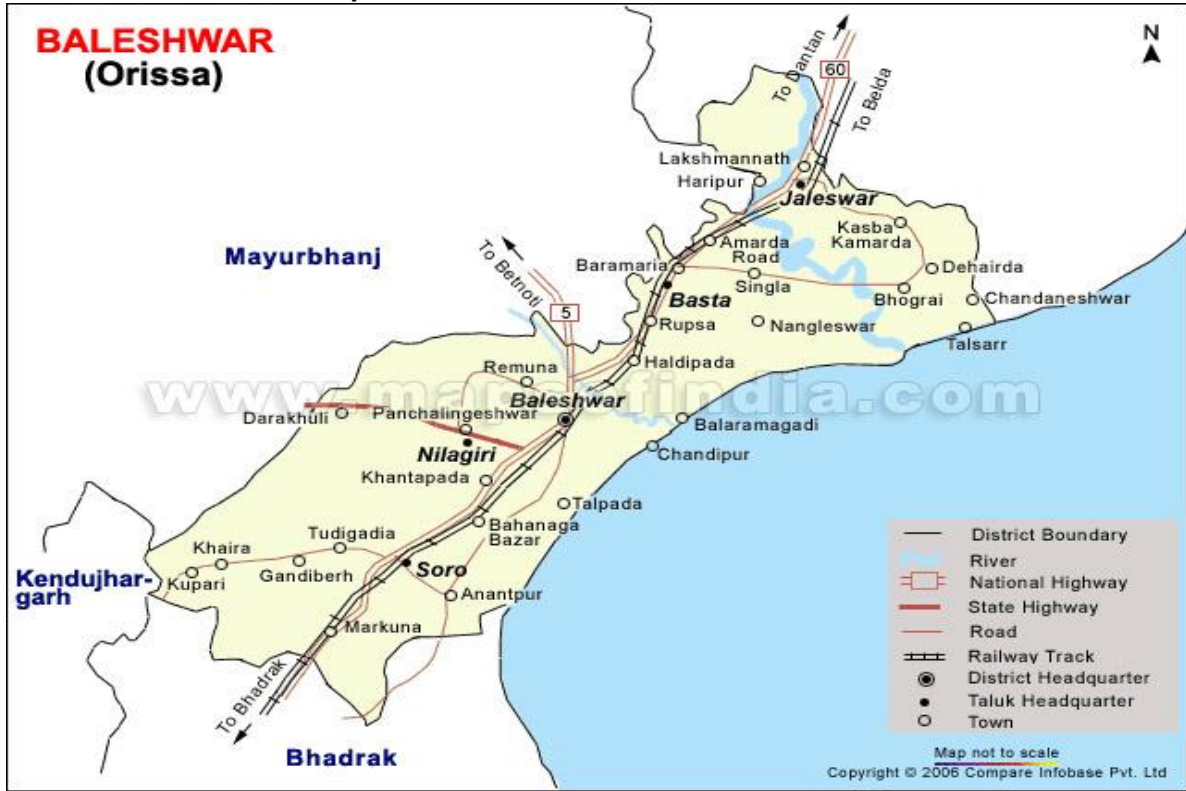 BALESHWAR
(Orissa)
N
To Dantan
60
To Belda
Lakshmannath
Haripur
Jaleswar
Kasba
Kamarda
Mayurbhanj
To Betnoti
Amarda
Road
Baramaria
Singla
Dehairda
Bhograi
Chandaneshwar
Basta
5
Rupsa
Nangleswar
Talsarr
Haldipada
Remuna
www.mapsofindia.com
Baleshwar
Darakhuli
Panchalingeshwar
Balaramagadi
Nilagiri
Chandipur
Khantapada
Talpada
Bahanaga
Bazar
Tudigadia
Khaira
Gandiberh
Kupari
Soro
Kendujhar-
garh
Anantpur
Markuna
To Bhadrak
Bhadrak
District Boundary
River
National Highway
State Highway
Road
Railway Track
District Headquarter
Taluk Headquarter
Town
Map not to scale
Copyright © 2006 Compare Infobase Pvt. Ltd